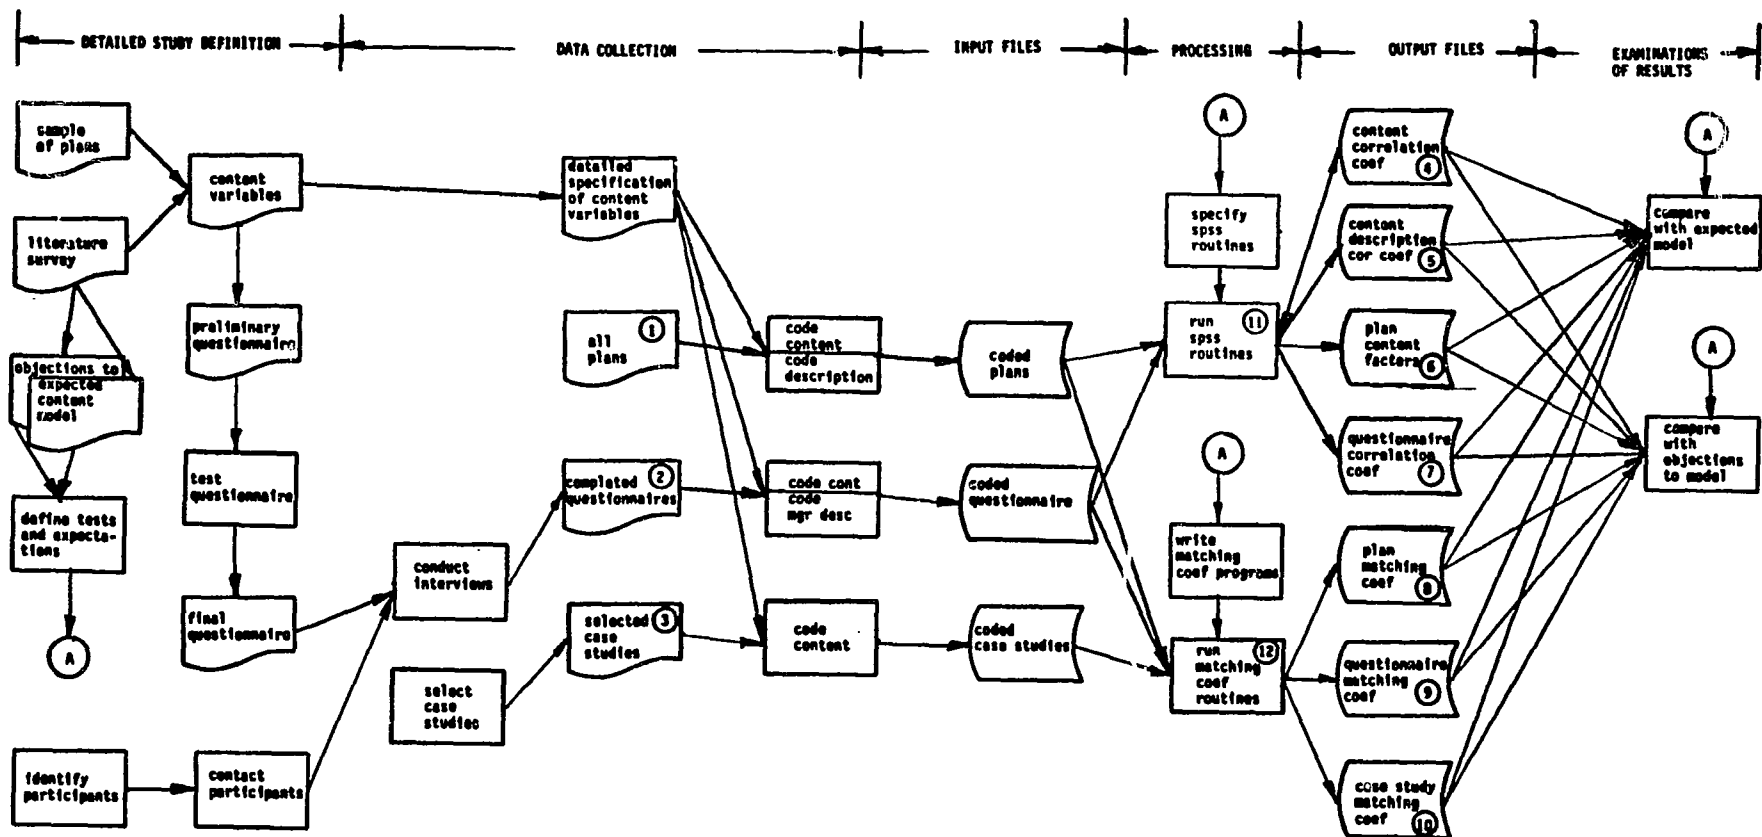 DETAILED STUDY DEFINITION
DATA COLLECTION
INPUT FILES
PROCESSING
OUTPUT FILES
EXAMINATIONS
OF RESULTS
sample
of plans
literature
survey
objections to
expected
content
model
define tests
and expecta-
tions
A
identify
participants
content
variables
preliminary
questionnaire
test
questionnaire
final
questionnaire
contact
participants
conduct
interviews
select
case
studies
detailed
specification
of content
variables
1
all
plans
2
completed
questionnaires
selected 3
case
studies
code
content
code
description
code cont
code
mgr desc
code
content
coded
plans
coded
questionnaire
coded
case studies
A
specify
spss
routines
run 11
spss
routines
A
write
matching
coef programs
run 12
matching
coef
routines
content
correlation
coef
4
content
description
cor coef 5
plan
content
factors 6
questionnaire
correlation
coef 7
plan
matching
coef
8
questionnaire
matching
coef 9
case study
matching
coef
10
A
compare
with expected
model
A
compare
with
objections
to model